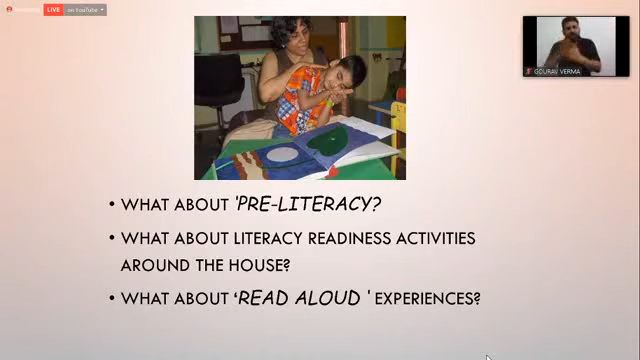 LIVE on YouTube
GOURAV VERMA
• WHAT ABOUT 'PRE-LITERACY?
• WHAT ABOUT LITERACY READINESS ACTIVITIES
AROUND THE HOUSE?
• WHAT ABOUT ‘READ ALOUD ' EXPERIENCES?